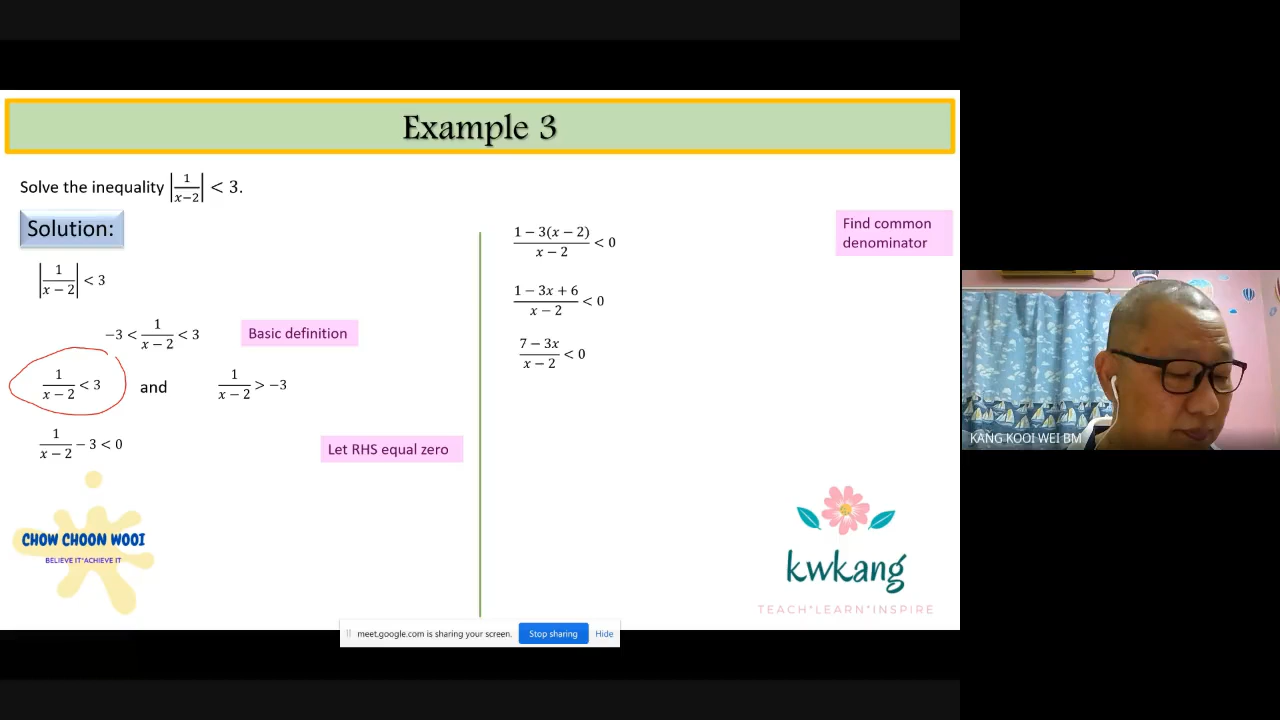 Example 3
Solve the inequality |1/(x−2)| < 3.
Solution:
|1/(x−2)| < 3
−3 < 1/(x−2) < 3
Basic definition
1/(x−2) < 3 and 1/(x−2) > −3
1/(x−2) − 3 < 0
Let RHS equal zero
(1−3(x−2))/(x−2) < 0
Find common
denominator
(1−3x+6)/(x−2) < 0
(7−3x)/(x−2) < 0
CHOW CHOON WOOI
BELIEVE IT*ACHIEVE IT
kwkang
TEACH*LEARN*INSPIRE
meet.google.com is sharing your screen. Stop sharing Hide
KANG KOOI WEI BM